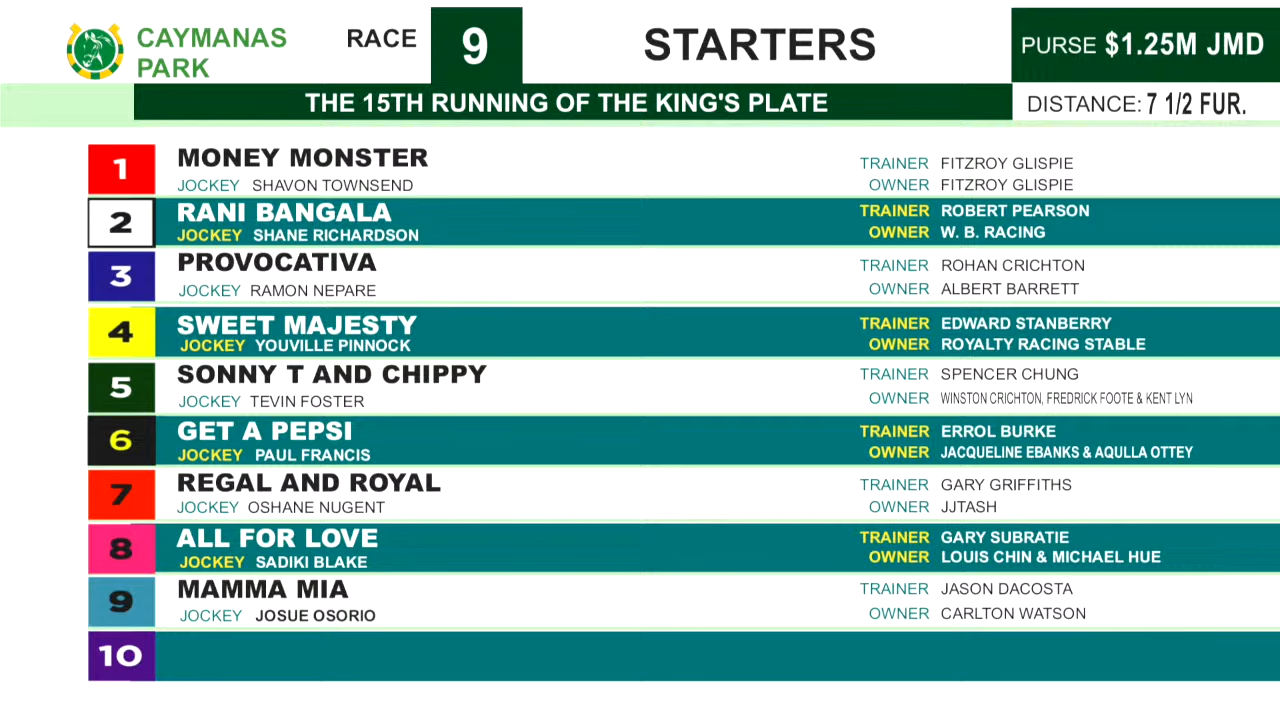 CAYMANAS
PARK
RACE 9 STARTERS PURSE $1.25M JMD
THE 15TH RUNNING OF THE KING'S PLATE DISTANCE: 7 1/2 FUR.
1 MONEY MONSTER TRAINER FITZROY GLISPIE
JOCKEY SHAVON TOWNSEND OWNER FITZROY GLISPIE
2 RANI BANGALA TRAINER ROBERT PEARSON
JOCKEY SHANE RICHARDSON OWNER W. B. RACING
3 PROVOCATIVA TRAINER ROHAN CRICHTON
JOCKEY RAMON NEPARE OWNER ALBERT BARRETT
4 SWEET MAJESTY TRAINER EDWARD STANBERRY
JOCKEY YOUVILLE PINNOCK OWNER ROYALTY RACING STABLE
5 SONNY T AND CHIPPY TRAINER SPENCER CHUNG
JOCKEY TEVIN FOSTER OWNER WINSTON CRICHTON, FREDRICK FOOTE & KENT LYN
6 GET A PEPSI TRAINER ERROL BURKE
JOCKEY PAUL FRANCIS OWNER JACQUELINE EBANKS & AQULLA OTTEY
7 REGAL AND ROYAL TRAINER GARY GRIFFITHS
JOCKEY OSHANE NUGENT OWNER JJTASH
8 ALL FOR LOVE TRAINER GARY SUBRATIE
JOCKEY SADIKI BLAKE OWNER LOUIS CHIN & MICHAEL HUE
9 MAMMA MIA TRAINER JASON DACOSTA
JOCKEY JOSUE OSORIO OWNER CARLTON WATSON
10